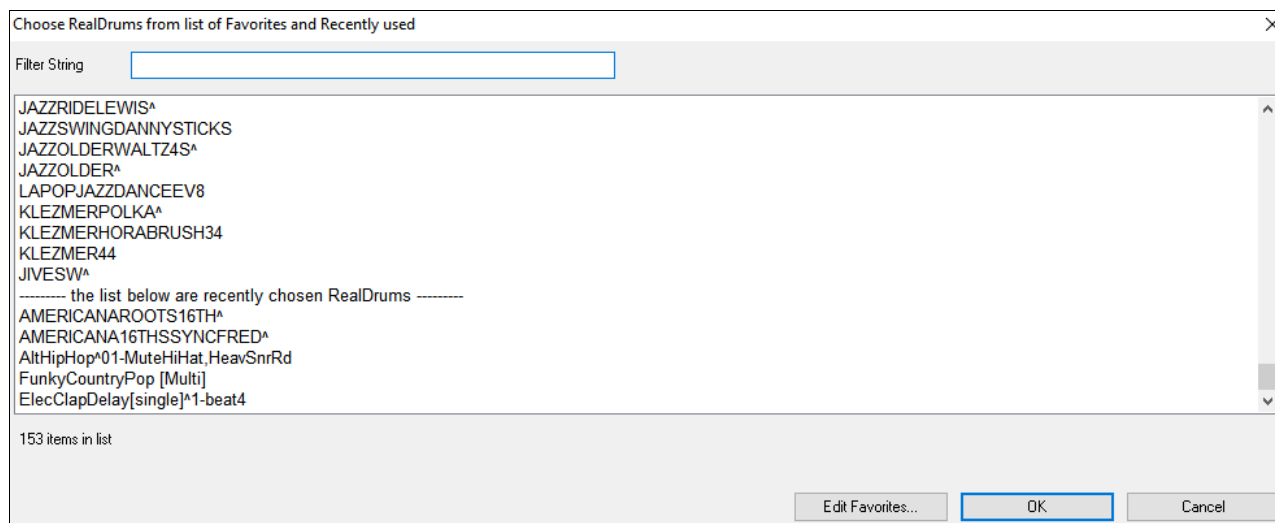 Choose RealDrums from list of Favorites and Recently used
Filter String
JAZZRIDELEWIS^
JAZZSWINGDANNYSTICKS
JAZZOLDERWALTZ4S^
JAZZOLDER^
LAPOPJAZZDANCEEV8
KLEZMERPOLKA^
KLEZMERHORABRUSH34
KLEZMER44
JIVESW^
--------- the list below are recently chosen RealDrums ---------
AMERICANAROOTS16TH^
AMERICANA16THSSYNCFRED^
AltHipHop^01-MuteHiHat,HeavSnrRd
FunkyCountryPop [Multi]
ElecClapDelay[single]^1-beat4
153 items in list
Edit Favorites... OK Cancel